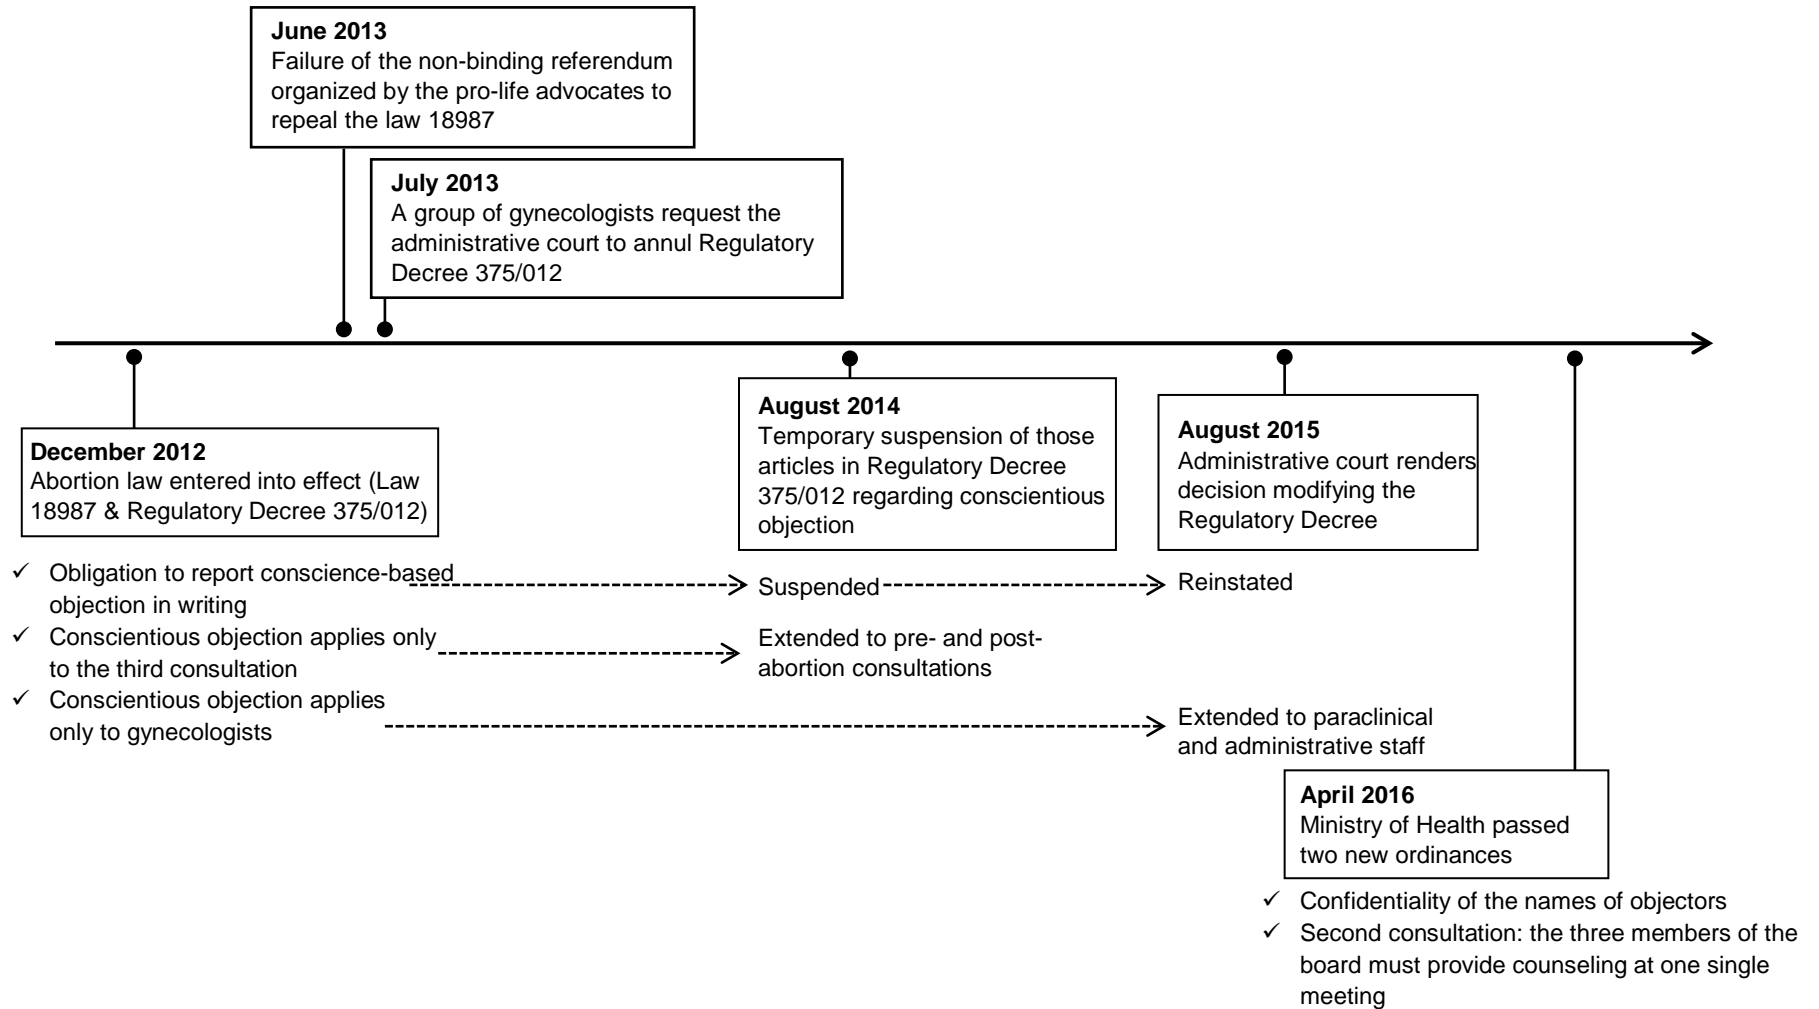 June 2013
Failure of the non-binding referendum
organized by the pro-life advocates to
repeal the law 18987
July 2013
A group of gynecologists request the
administrative court to annul Regulatory
Decree 375/012
December 2012
Abortion law entered into effect (Law
18987 & Regulatory Decree 375/012)
August 2014
Temporary suspension of those
articles in Regulatory Decree
375/012 regarding conscientious
objection
August 2015
Administrative court renders
decision modifying the
Regulatory Decree
✓ Obligation to report conscience-based
objection in writing
Suspended
Reinstated
✓ Conscientious objection applies only
to the third consultation
Extended to pre- and post-
abortion consultations
✓ Conscientious objection applies
only to gynecologists
Extended to paraclinical
and administrative staff
April 2016
Ministry of Health passed
two new ordinances
✓ Confidentiality of the names of objectors
✓ Second consultation: the three members of the
board must provide counseling at one single
meeting